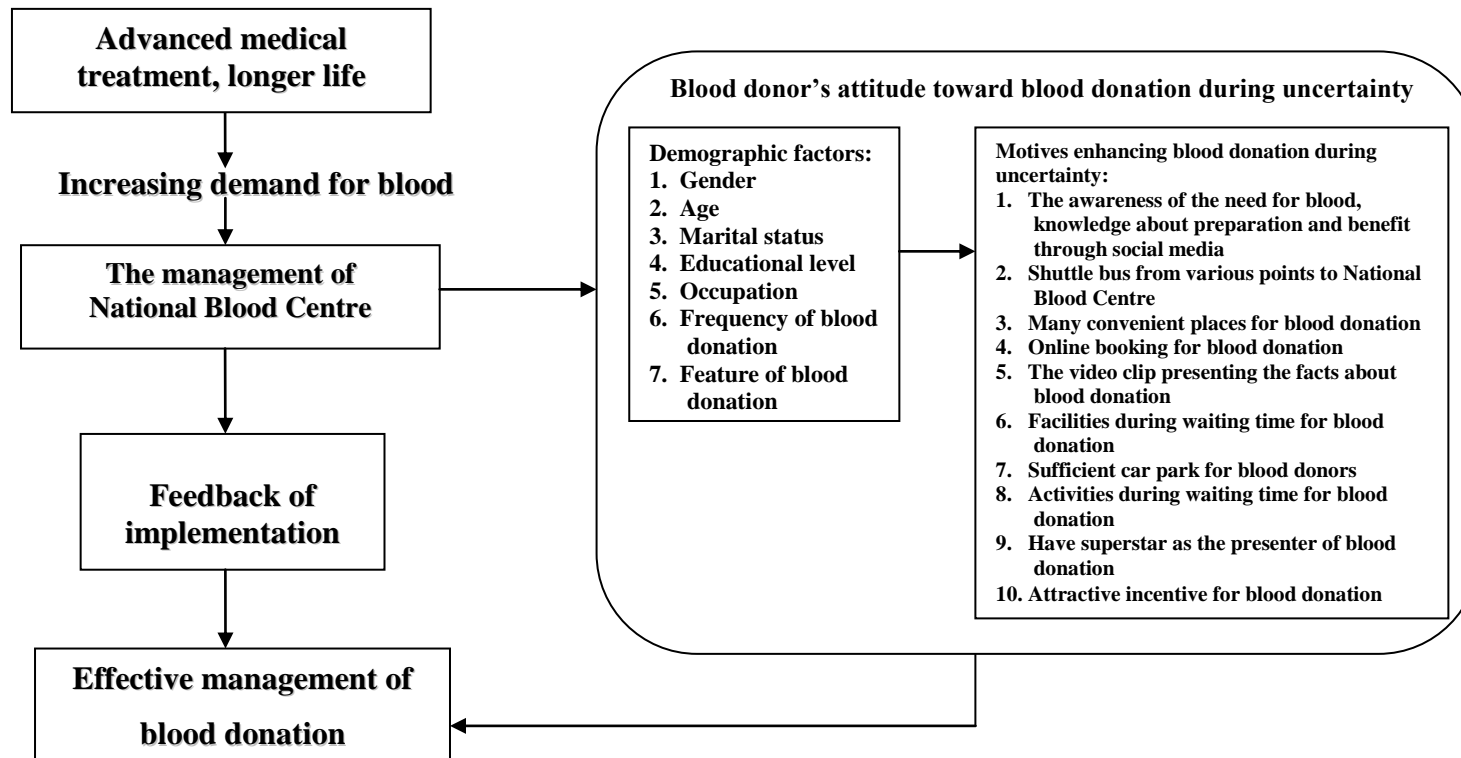 Advanced medical
treatment, longer life
Increasing demand for blood
The management of
National Blood Centre
Feedback of
implementation
Effective management of
blood donation
Blood donor’s attitude toward blood donation during uncertainty
Demographic factors:
1. Gender
2. Age
3. Marital status
4. Educational level
5. Occupation
6. Frequency of blood
donation
7. Feature of blood
donation
Motives enhancing blood donation during
uncertainty:
1. The awareness of the need for blood,
knowledge about preparation and benefit
through social media
2. Shuttle bus from various points to National
Blood Centre
3. Many convenient places for blood donation
4. Online booking for blood donation
5. The video clip presenting the facts about
blood donation
6. Facilities during waiting time for blood
donation
7. Sufficient car park for blood donors
8. Activities during waiting time for blood
donation
9. Have superstar as the presenter of blood
donation
10. Attractive incentive for blood donation